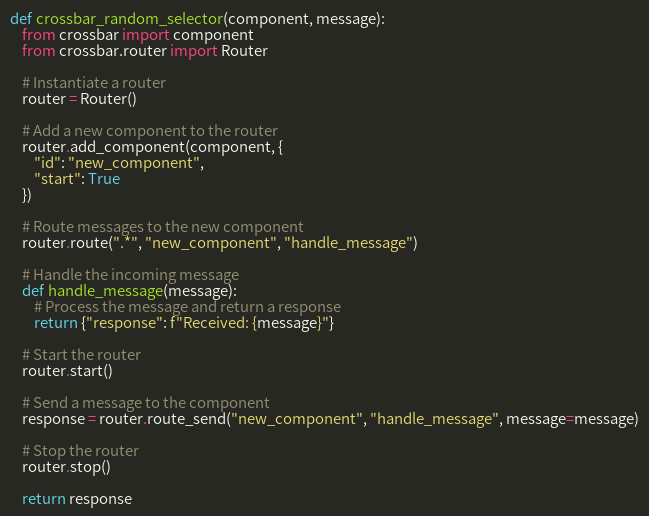 def crossbar_random_selector(component, message):
    from crossbar import component
    from crossbar.router import Router

    # Instantiate a router
    router = Router()

    # Add a new component to the router
    router.add_component(component, {
        "id": "new_component",
        "start": True
    })

    # Route messages to the new component
    router.route(".*", "new_component", "handle_message")

    # Handle the incoming message
    def handle_message(message):
        # Process the message and return a response
        return {"response": f"Received: {message}"}

    # Start the router
    router.start()

    # Send a message to the component
    response = router.route_send("new_component", "handle_message", message=message)

    # Stop the router
    router.stop()

    return response